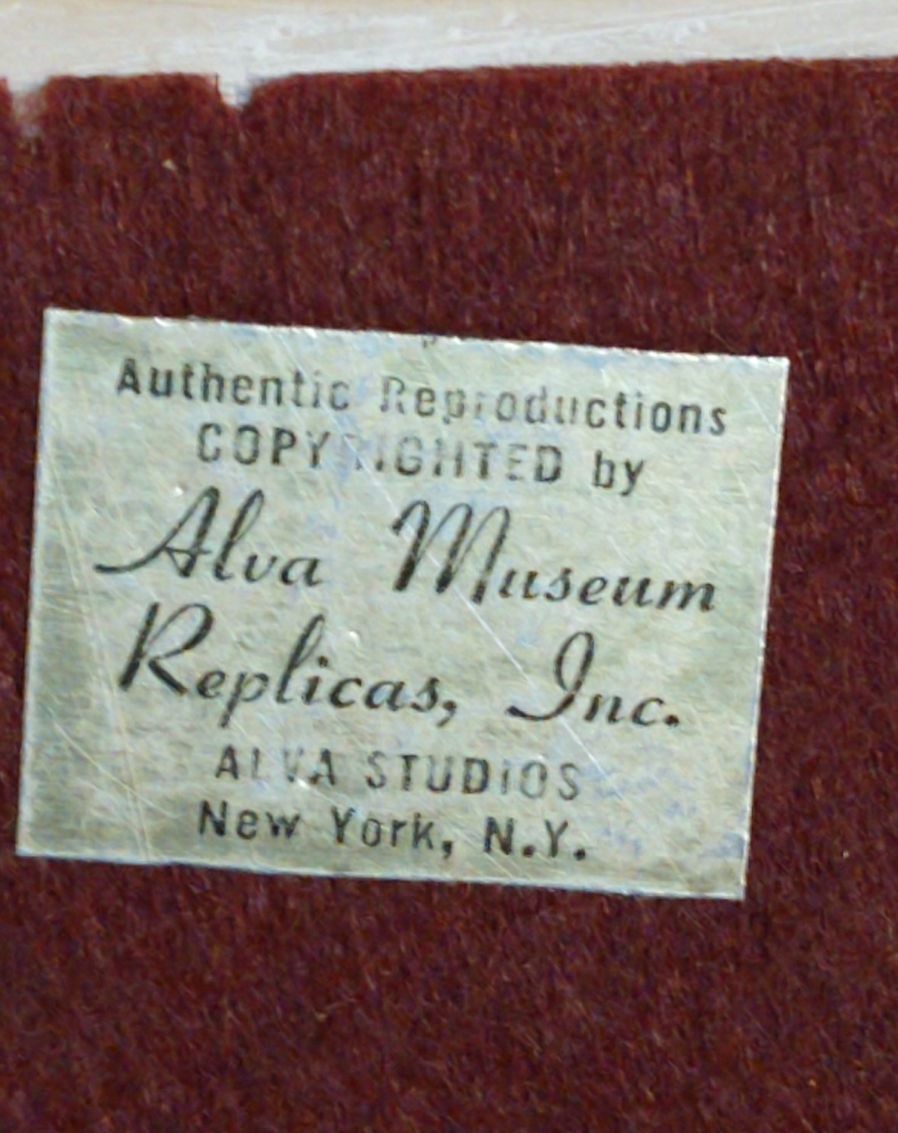 Authentic Reproductions
COPYRIGHTED by
Alva Museum
Replicas, Inc.
ALVA STUDIOS
New York, N.Y.